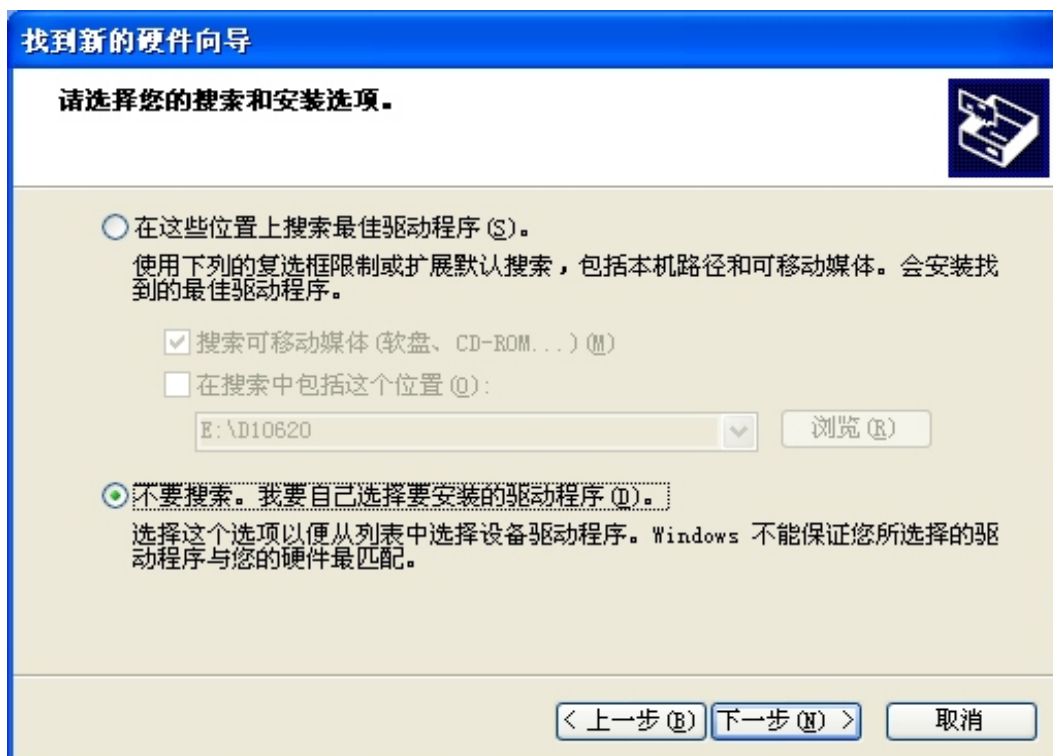 找到新的硬件向导
请选择您的搜索和安装选项。
在这些位置上搜索最佳驱动程序(S)。
使用下列的复选框限制或扩展默认搜索，包括本机路径和可移动媒体。会安装找
到的最佳驱动程序。
搜索可移动媒体(软盘、CD-ROM...)(M)
在搜索中包括这个位置(O):
E:\D10620
浏览(R)
不要搜索。我要自己选择要安装的驱动程序(D)。
选择这个选项以便从列表中选择设备驱动程序。Windows 不能保证您所选择的驱
动程序与您的硬件最匹配。
< 上一步(B) 下一步(N) > 取消